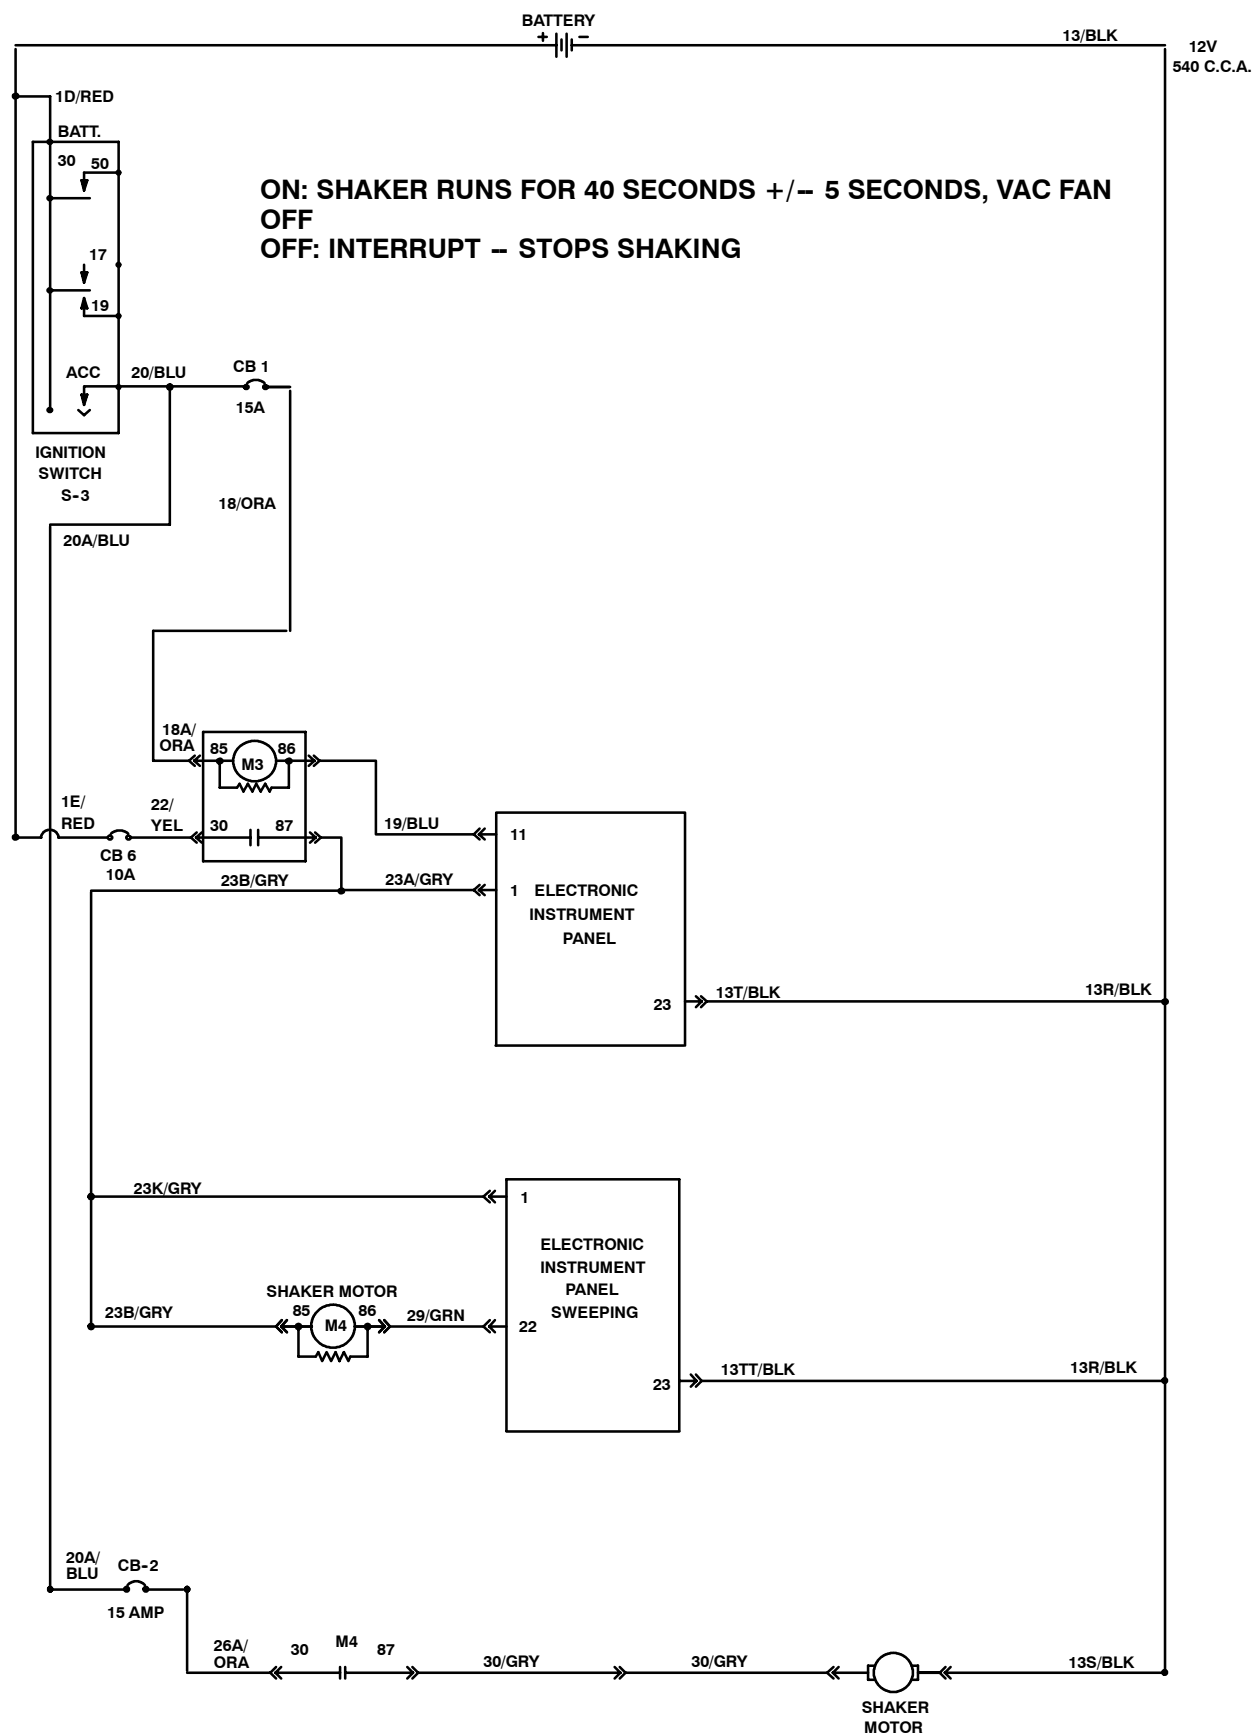 BATTERY
+ -
13/BLK
12V
540 C.C.A.
1D/RED
BATT.
30 50
17
19
ACC
20/BLU
CB 1
15A
IGNITION
SWITCH
S-3
ON: SHAKER RUNS FOR 40 SECONDS +/-- 5 SECONDS, VAC FAN
OFF
OFF: INTERRUPT -- STOPS SHAKING
18/ORA
20A/BLU
18A/
ORA
85 M3 86
1E/
RED
CB 6
10A
22/
YEL
30 87
19/BLU
11
23B/GRY
23A/GRY
1 ELECTRONIC
INSTRUMENT
PANEL
23
13T/BLK
13R/BLK
23K/GRY
1
ELECTRONIC
INSTRUMENT
PANEL
SWEEPING
SHAKER MOTOR
23B/GRY
85 M4 86
29/GRN
22
23
13TT/BLK
13R/BLK
20A/
BLU
CB-2
15 AMP
26A/
ORA
30 M4 87
30/GRY
30/GRY
SHAKER
MOTOR
13S/BLK